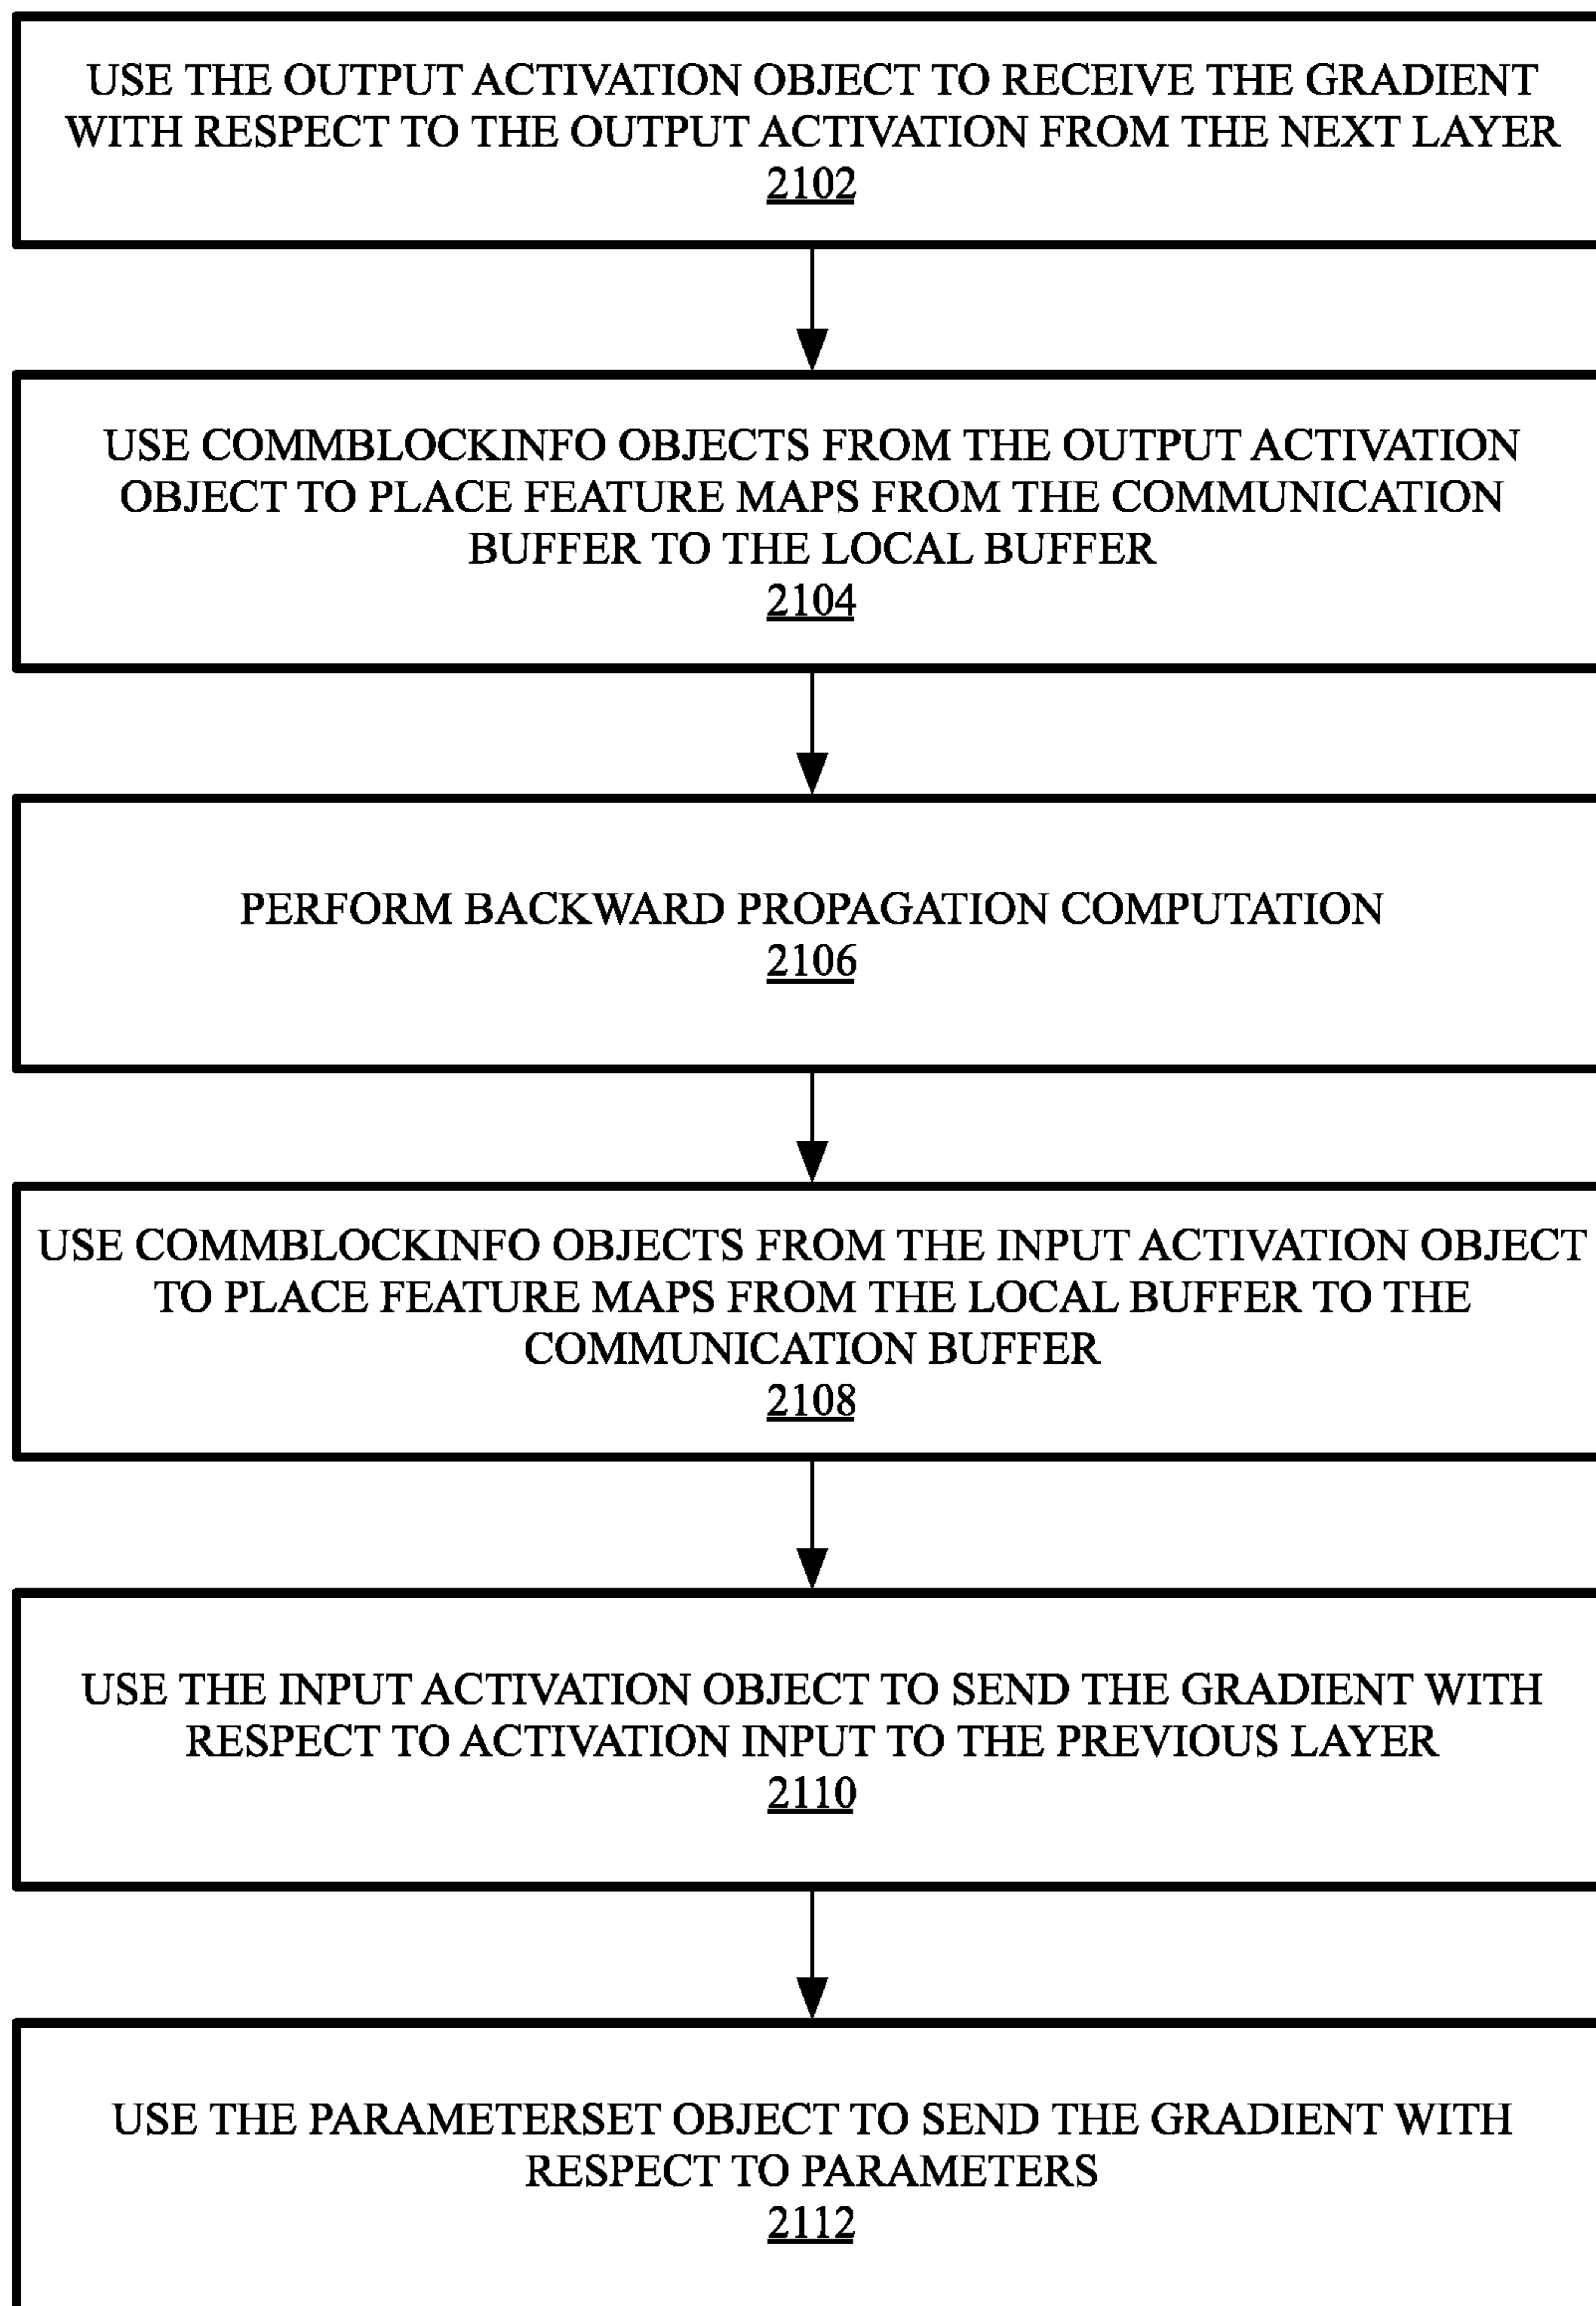 USE THE OUTPUT ACTIVATION OBJECT TO RECEIVE THE GRADIENT
WITH RESPECT TO THE OUTPUT ACTIVATION FROM THE NEXT LAYER
2102
USE COMMBLOCKINFO OBJECTS FROM THE OUTPUT ACTIVATION
OBJECT TO PLACE FEATURE MAPS FROM THE COMMUNICATION
BUFFER TO THE LOCAL BUFFER
2104
PERFORM BACKWARD PROPAGATION COMPUTATION
2106
USE COMMBLOCKINFO OBJECTS FROM THE INPUT ACTIVATION OBJECT
TO PLACE FEATURE MAPS FROM THE LOCAL BUFFER TO THE
COMMUNICATION BUFFER
2108
USE THE INPUT ACTIVATION OBJECT TO SEND THE GRADIENT WITH
RESPECT TO ACTIVATION INPUT TO THE PREVIOUS LAYER
2110
USE THE PARAMETERSET OBJECT TO SEND THE GRADIENT WITH
RESPECT TO PARAMETERS
2112